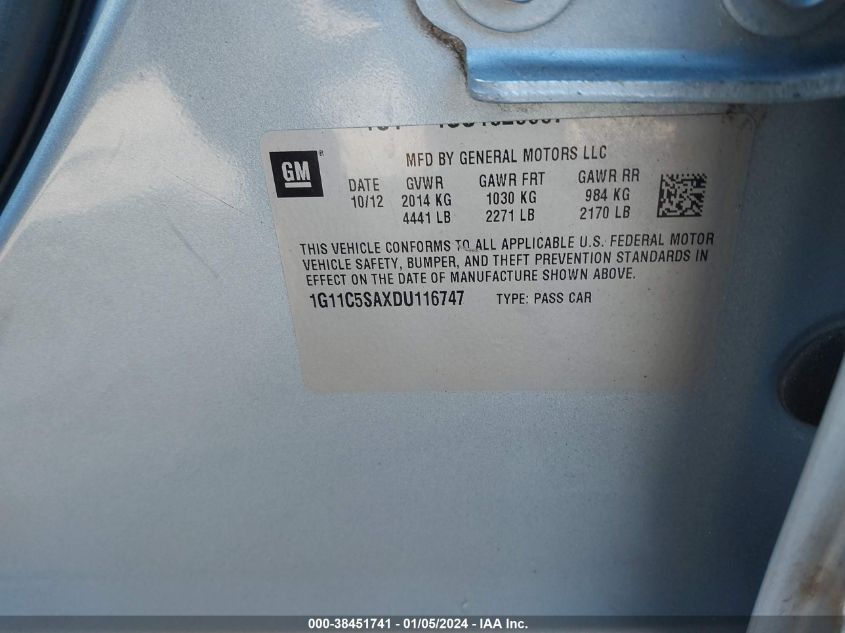 GM
MFD BY GENERAL MOTORS LLC
DATE GVWR GAWR FRT GAWR RR
10/12 2014 KG 1030 KG 984 KG
4441 LB 2271 LB 2170 LB
THIS VEHICLE CONFORMS TO ALL APPLICABLE U.S. FEDERAL MOTOR
VEHICLE SAFETY, BUMPER, AND THEFT PREVENTION STANDARDS IN
EFFECT ON THE DATE OF MANUFACTURE SHOWN ABOVE.
1G11C5SAXDU116747 TYPE: PASS CAR
000-38451741 - 01/05/2024 - IAA Inc.